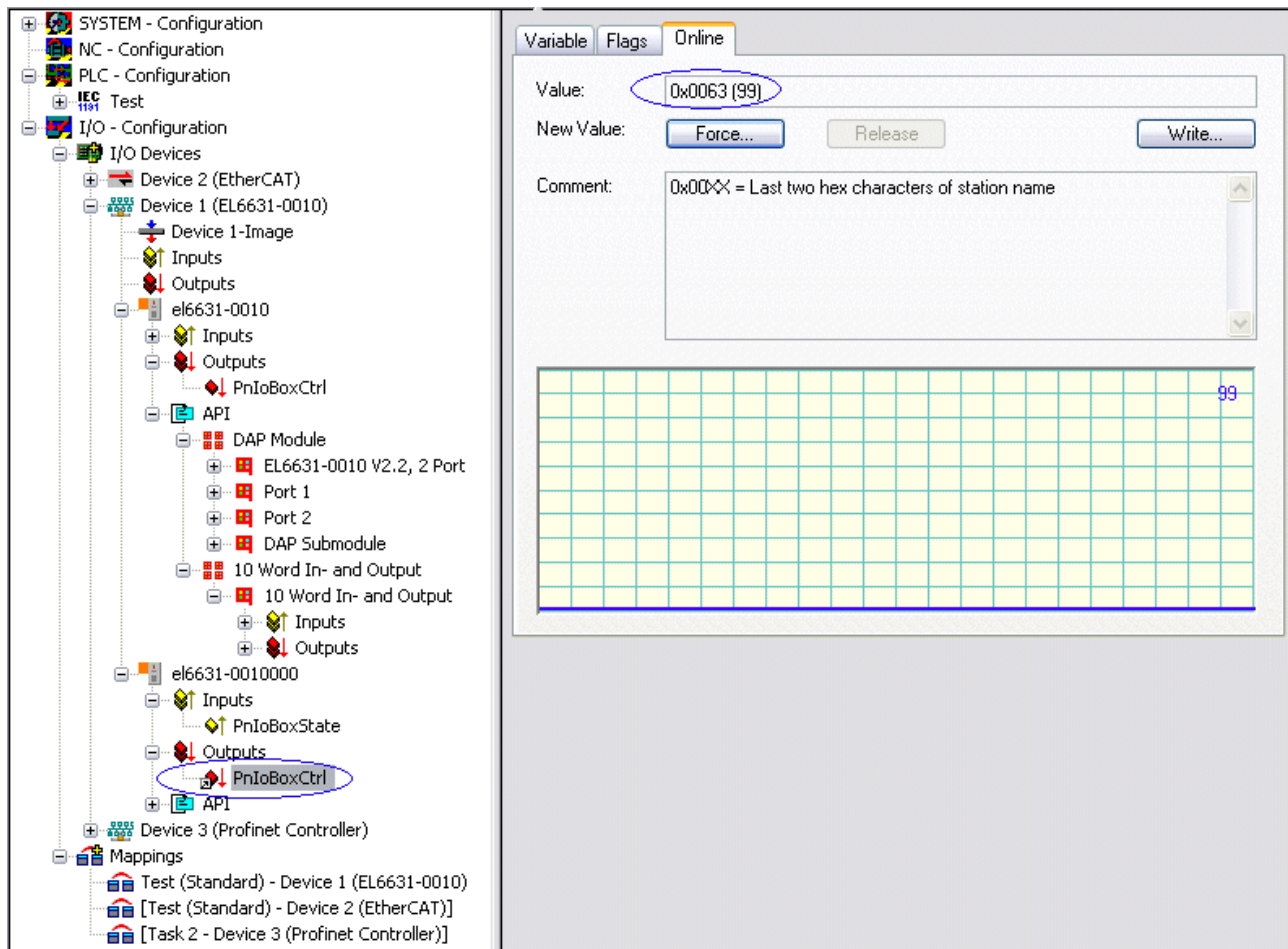 SYSTEM - Configuration
NC - Configuration
PLC - Configuration
IEC
1131
Test
I/O - Configuration
I/O Devices
Device 2 (EtherCAT)
Device 1 (EL6631-0010)
Device 1-Image
Inputs
Outputs
el6631-0010
Inputs
Outputs
PnIoBoxCtrl
API
DAP Module
EL6631-0010 V2.2, 2 Port
Port 1
Port 2
DAP Submodule
10 Word In- and Output
10 Word In- and Output
Inputs
Outputs
el6631-0010000
Inputs
PnIoBoxState
Outputs
PnIoBoxCtrl
API
Device 3 (Profinet Controller)
Mappings
Test (Standard) - Device 1 (EL6631-0010)
[Test (Standard) - Device 2 (EtherCAT)]
[Task 2 - Device 3 (Profinet Controller)]
Variable Flags Online
Value: 0x0063 (99)
New Value: Force... Release Write...
Comment: 0x00XX = Last two hex characters of station name
99